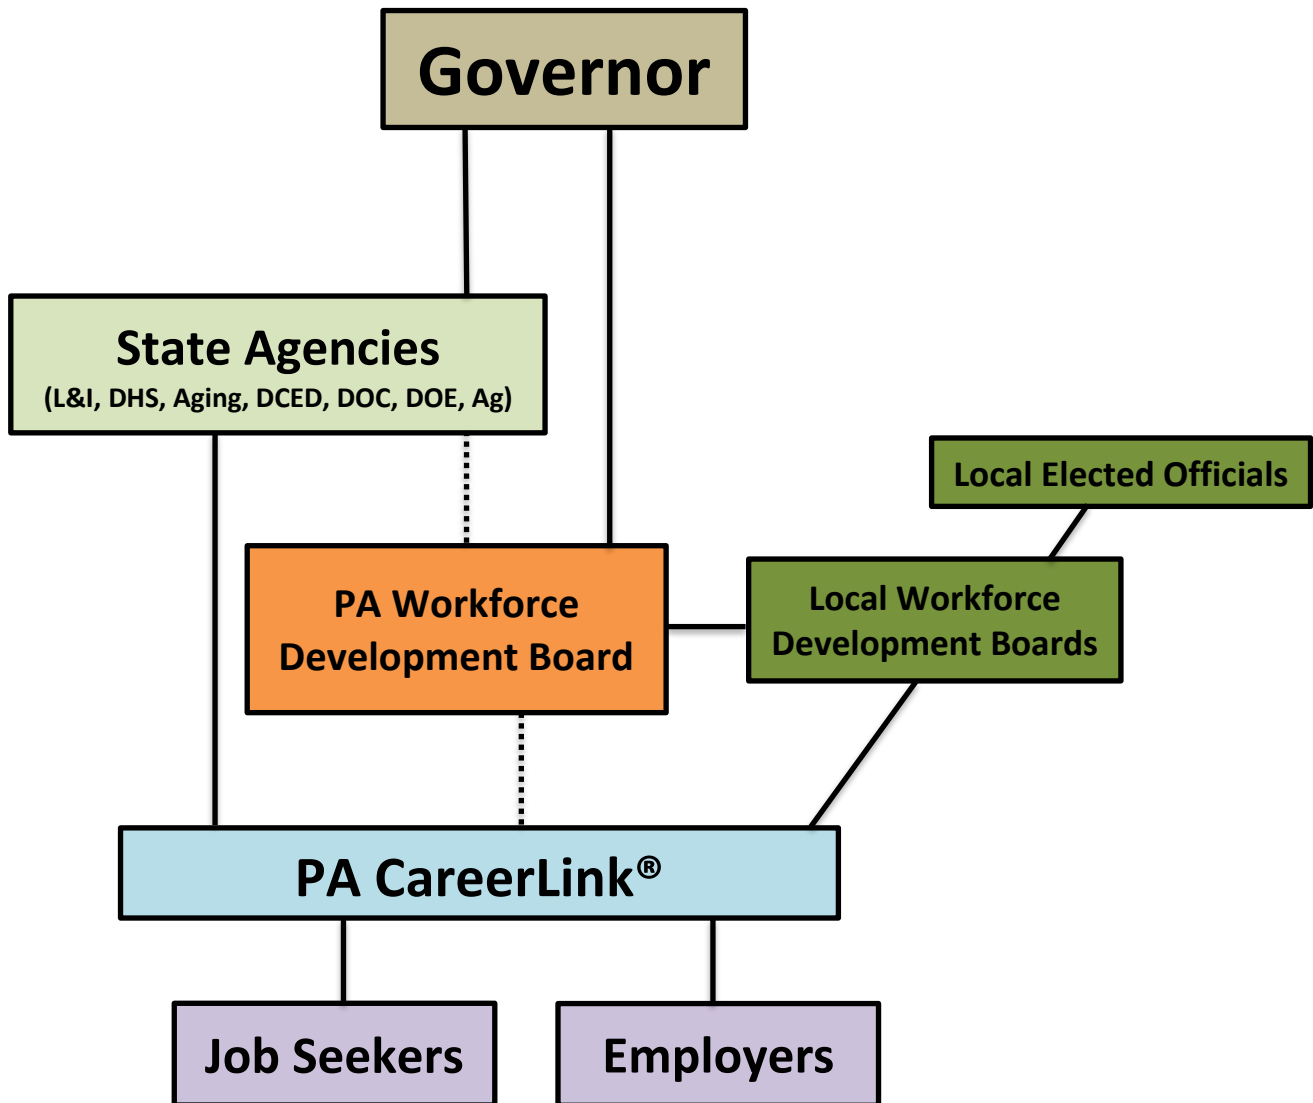 Governor
State Agencies
(L&I, DHS, Aging, DCED, DOC, DOE, Ag)
Local Elected Officials
PA Workforce
Development Board
Local Workforce
Development Boards
PA CareerLink®
Job Seekers
Employers